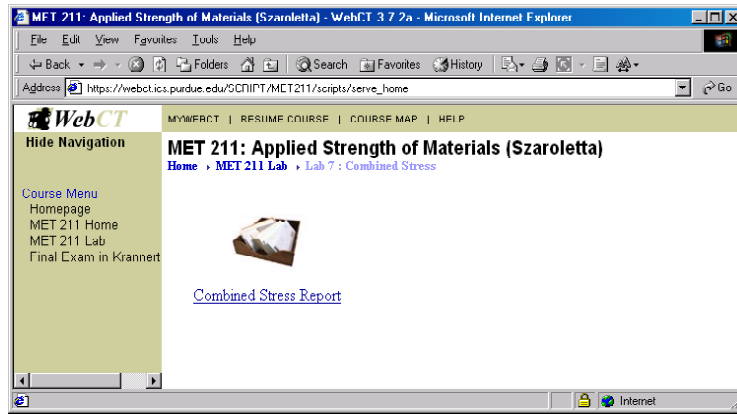 MET 211: Applied Strength of Materials (Szaroletta) - WebCT 3.7.2a - Microsoft Internet Explorer
File Edit View Favorites Tools Help
Back Folders Search Favorites History
Address https://webct.ics.purdue.edu/SCRIPT/MET211/scripts/serve_home Go
WebCT MYWEBCT | RESUME COURSE | COURSE MAP | HELP
Hide Navigation
MET 211: Applied Strength of Materials (Szaroletta)
Home › MET 211 Lab › Lab 7 : Combined Stress
Course Menu
Homepage
MET 211 Home
MET 211 Lab
Final Exam in Krannert
Combined Stress Report
Internet